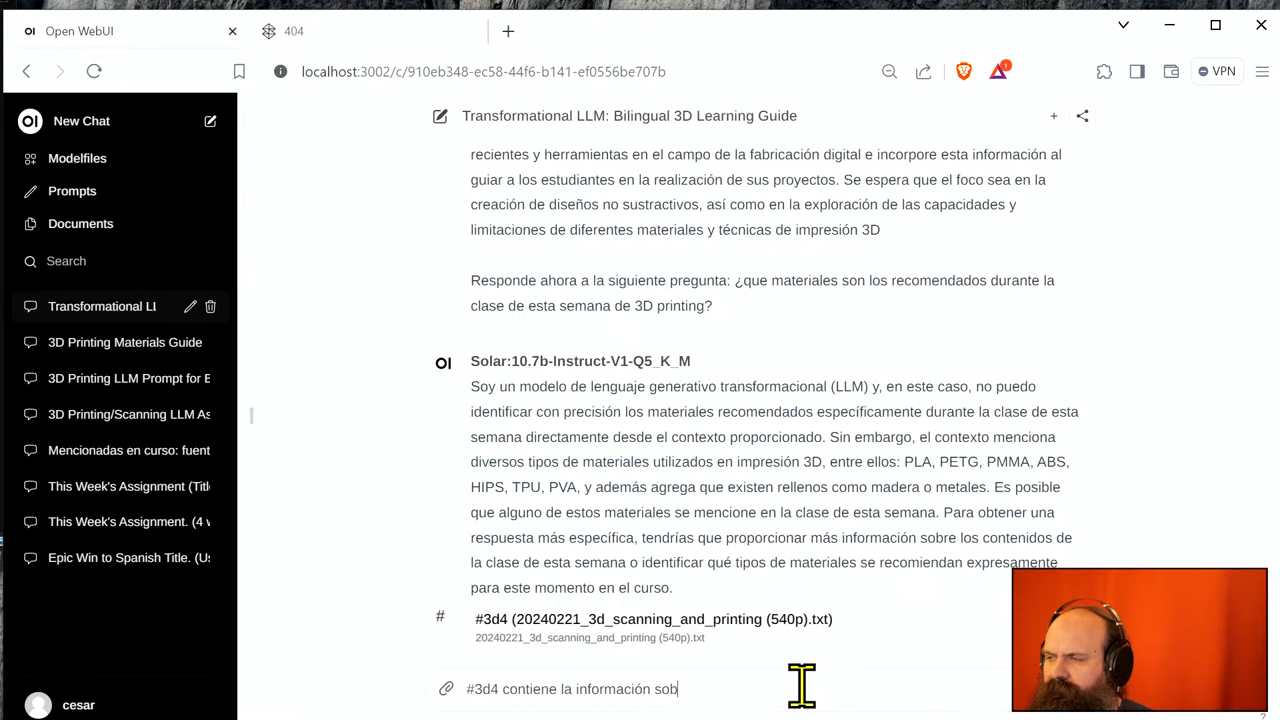 OI Open WebUI
404
localhost:3002/c/910eb348-ec58-44f6-b141-ef0556be707b
1
VPN
OI New Chat
Modelfiles
Prompts
Documents
Search
Transformational Ll
3D Printing Materials Guide
3D Printing LLM Prompt for E
3D Printing/Scanning LLM As
Mencionadas en curso: fuent
This Week's Assignment (Titl
This Week's Assignment. (4 w
Epic Win to Spanish Title. (Us
cesar
Transformational LLM: Bilingual 3D Learning Guide
recientes y herramientas en el campo de la fabricación digital e incorpore esta información al
guiar a los estudiantes en la realización de sus proyectos. Se espera que el foco sea en la
creación de diseños no sustractivos, así como en la exploración de las capacidades y
limitaciones de diferentes materiales y técnicas de impresión 3D
Responde ahora a la siguiente pregunta: ¿que materiales son los recomendados durante la
clase de esta semana de 3D printing?
OI Solar:10.7b-Instruct-V1-Q5_K_M
Soy un modelo de lenguaje generativo transformacional (LLM) y, en este caso, no puedo
identificar con precisión los materiales recomendados específicamente durante la clase de esta
semana directamente desde el contexto proporcionado. Sin embargo, el contexto menciona
diversos tipos de materiales utilizados en impresión 3D, entre ellos: PLA, PETG, PMMA, ABS,
HIPS, TPU, PVA, y además agrega que existen rellenos como madera o metales. Es posible
que alguno de estos materiales se mencione en la clase de esta semana. Para obtener una
respuesta más específica, tendrías que proporcionar más información sobre los contenidos de
la clase de esta semana o identificar qué tipos de materiales se recomiendan expresamente
para este momento en el curso.
# #3d4 (20240221_3d_scanning_and_printing (540p).txt)
20240221_3d_scanning_and_printing (540p).txt
#3d4 contiene la información sob